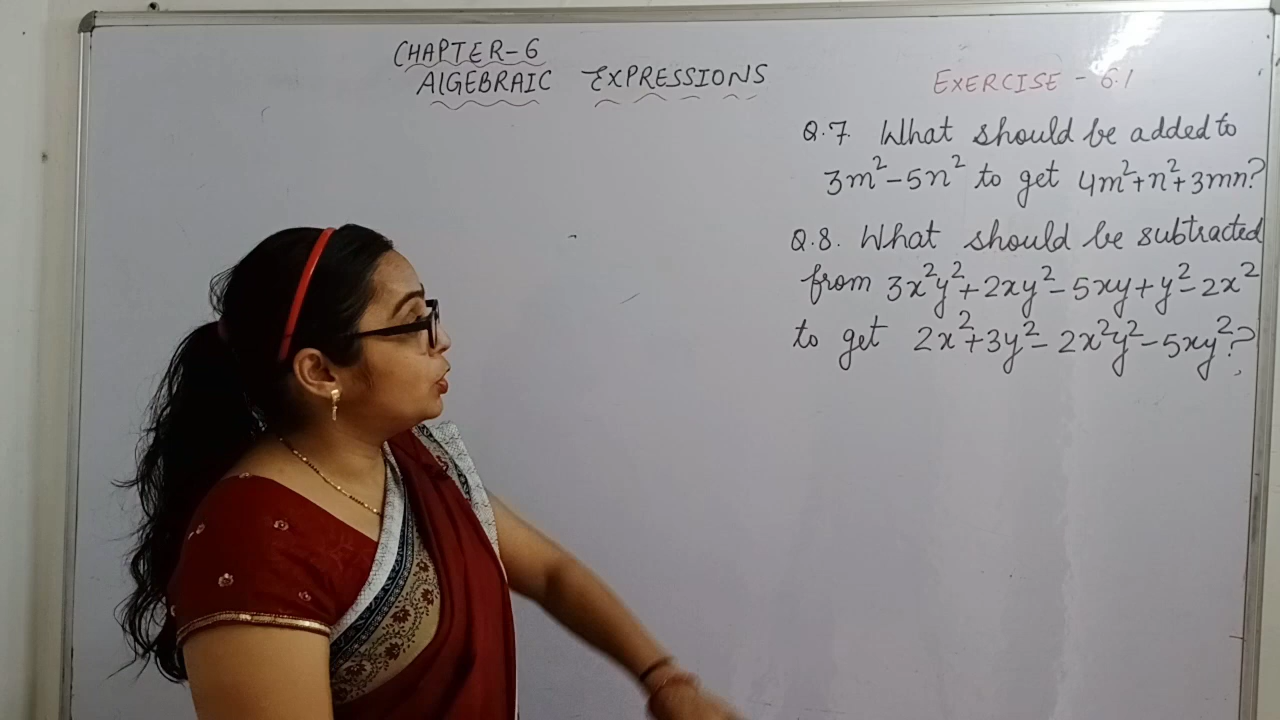 CHAPTER-6
ALGEBRAIC EXPRESSIONS
EXERCISE - 6.1
Q.7 What should be added to
3m²-5n² to get 4m²+n²+3mn?
Q.8. What should be subtracted
from 3x²y²+2xy²-5xy+y²-2x²
to get 2x²+3y²-2x²y²-5xy²?